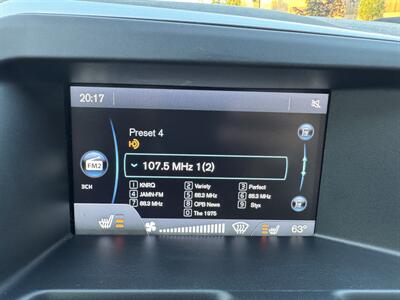 20:17
Preset 4
FM2
3CH
107.5 MHz 1(2)
1 KNRQ 2 Variety 3 Perfect
4 JAMN-FM 5 88.3 MHz 6 88.3 MHz
7 88.3 MHz 8 OPB News 9 Styx
0 The 1975
63°